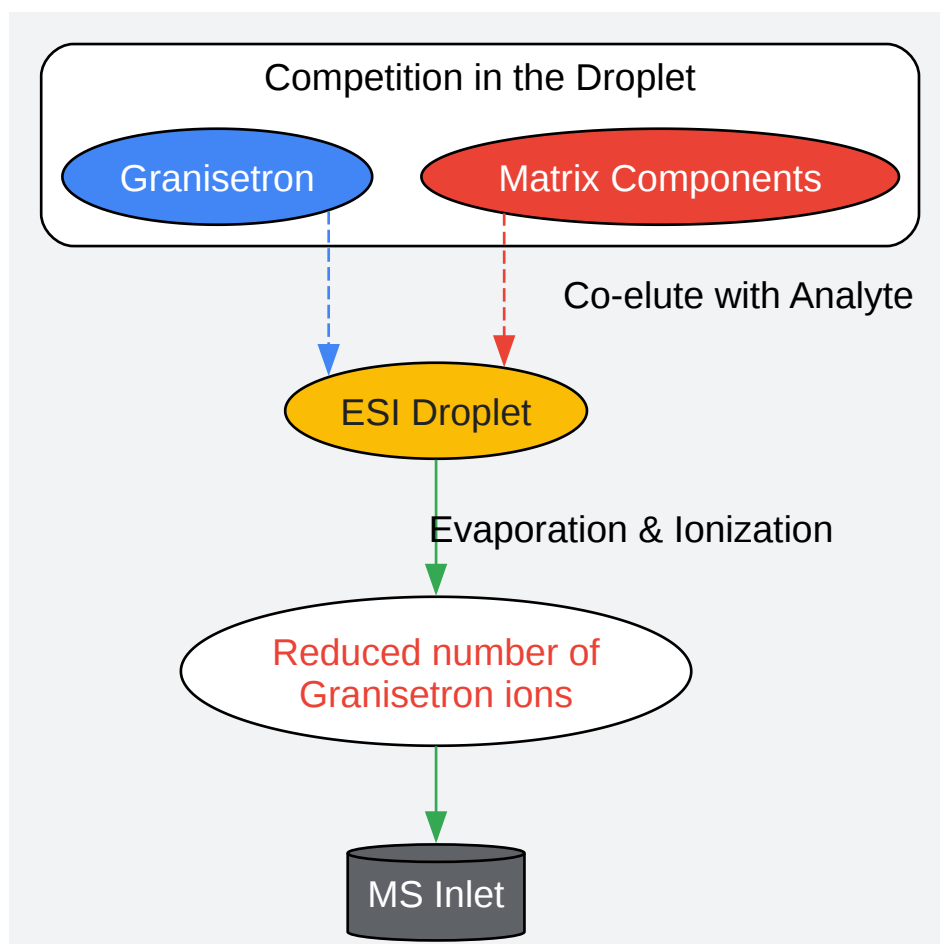 Competition in the Droplet
Granisetron
Matrix Components
Co-elute with Analyte
ESI Droplet
Evaporation & Ionization
Reduced number of
Granisetron ions
MS Inlet